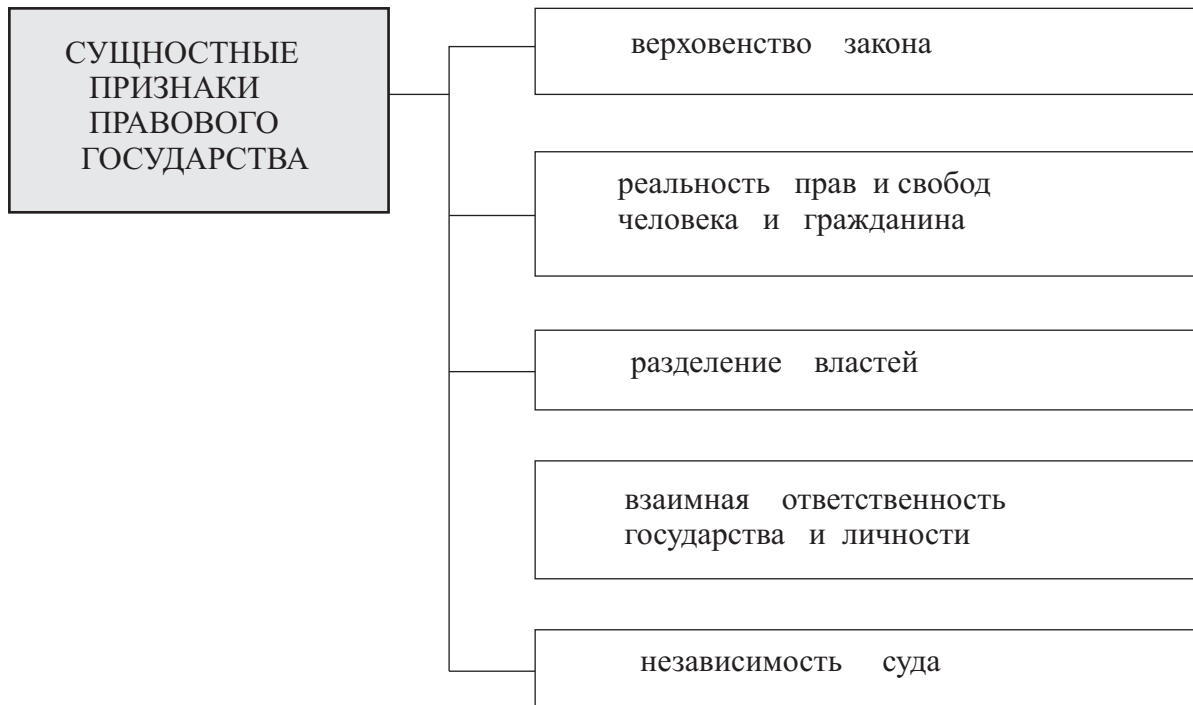 СУЩНОСТНЫЕ
ПРИЗНАКИ
ПРАВОВОГО
ГОСУДАРСТВА
верховенство закона
реальность прав и свобод
человека и гражданина
разделение властей
взаимная ответственность
государства и личности
независимость суда